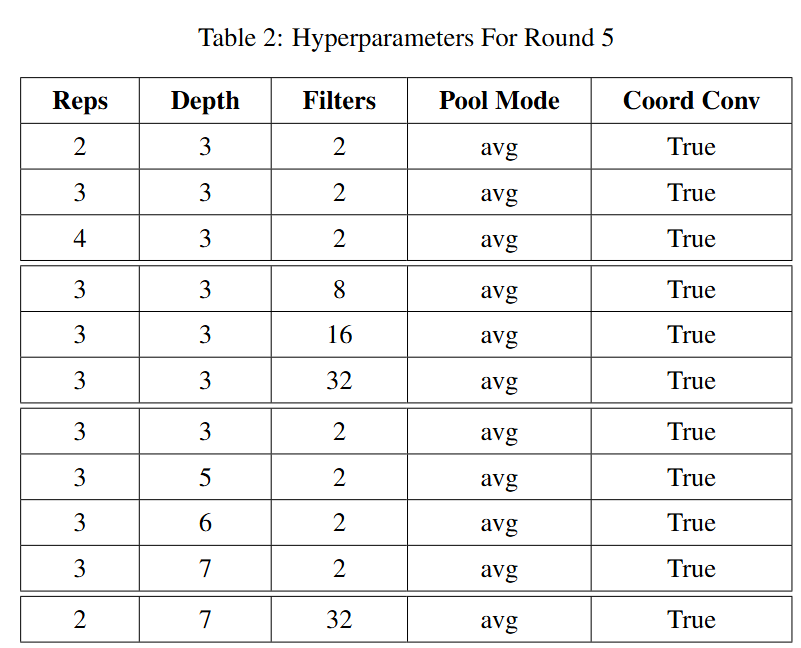 Table 2: Hyperparameters For Round 5
Reps Depth Filters Pool Mode Coord Conv
2 3 2 avg True
3 3 2 avg True
4 3 2 avg True
3 3 8 avg True
3 3 16 avg True
3 3 32 avg True
3 3 2 avg True
3 5 2 avg True
3 6 2 avg True
3 7 2 avg True
2 7 32 avg True